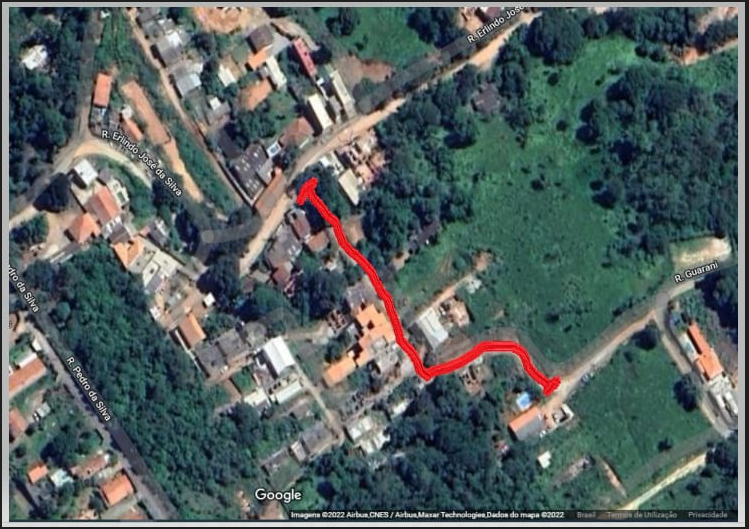 R. Erlindo José
R. Erlindo José da Silva
R. Guarani
dro da Silva
R. Pedro da Silva
Google
Imagens ©2022 Airbus,CNES / Airbus,Maxar Technologies,Dados do mapa ©2022 Brasil Termos de Utilização Privacidade